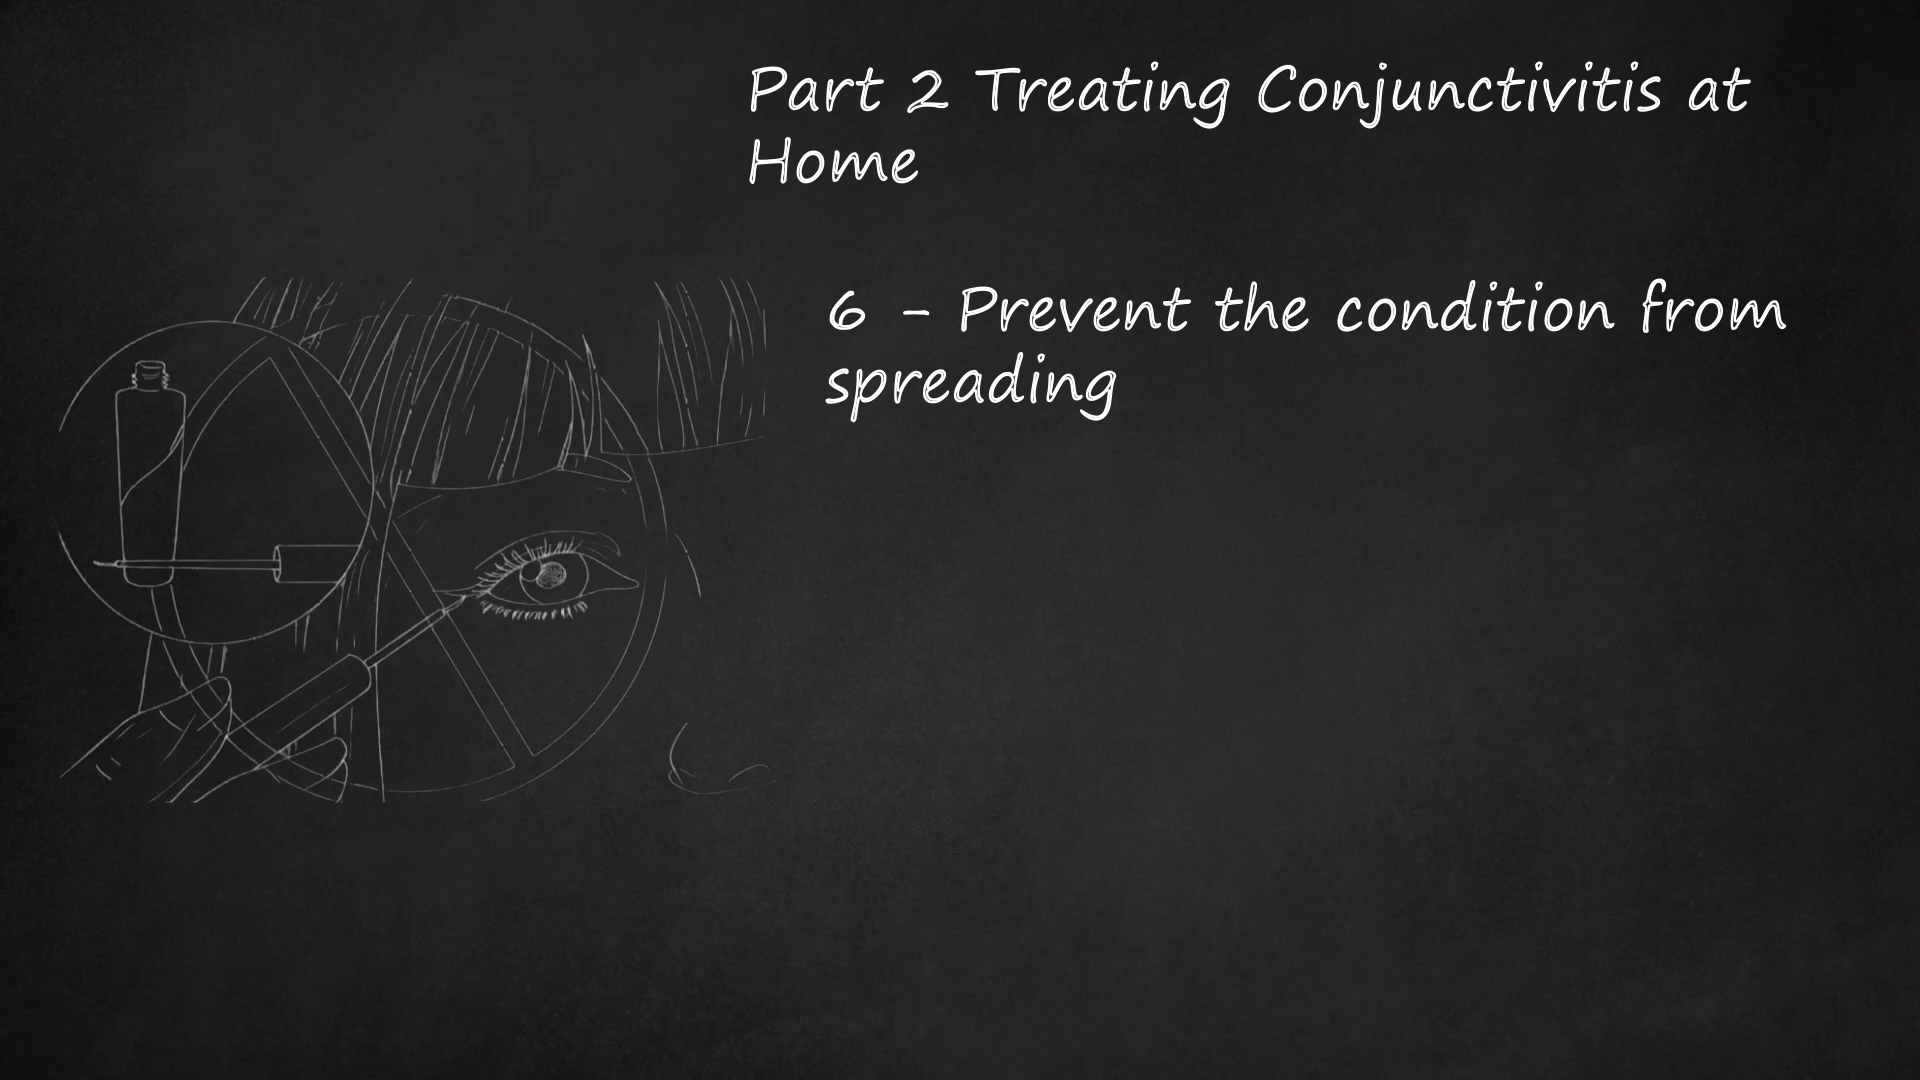 Part 2 Treating Conjunctivitis at
Home
6 - Prevent the condition from
spreading